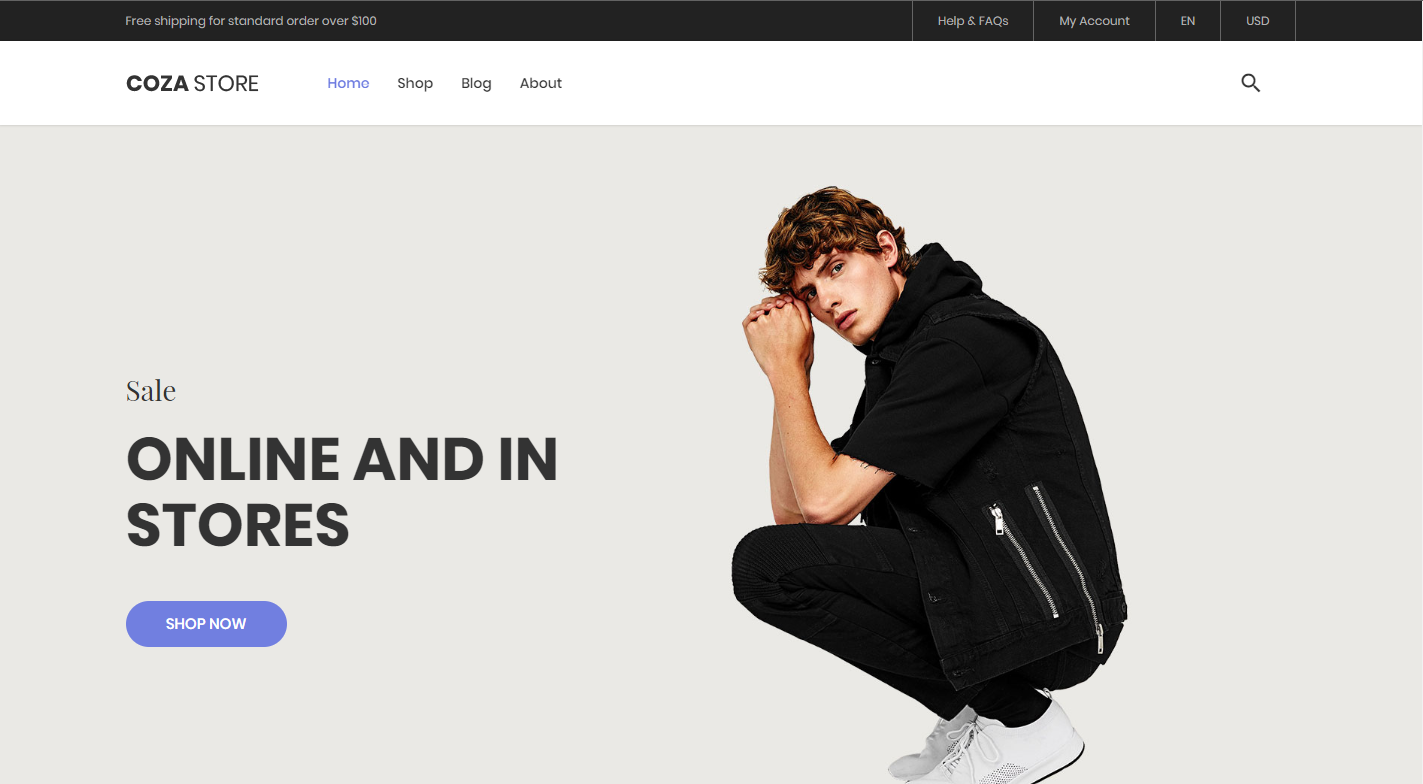 Free shipping for standard order over $100
Help & FAQs
My Account
EN
USD
COZA STORE
Home
Shop
Blog
About
Sale
ONLINE AND IN
STORES
SHOP NOW